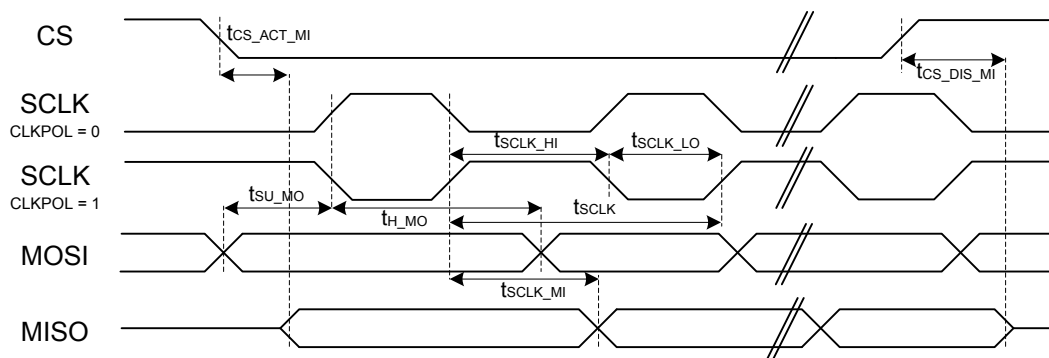 CS
tCS_ACT_MI
tCS_DIS_MI
SCLK
CLKPOL = 0
tSCLK_HI
tSCLK_LO
SCLK
CLKPOL = 1
tSU_MO
tH_MO
tSCLK
MOSI
tSCLK_MI
MISO